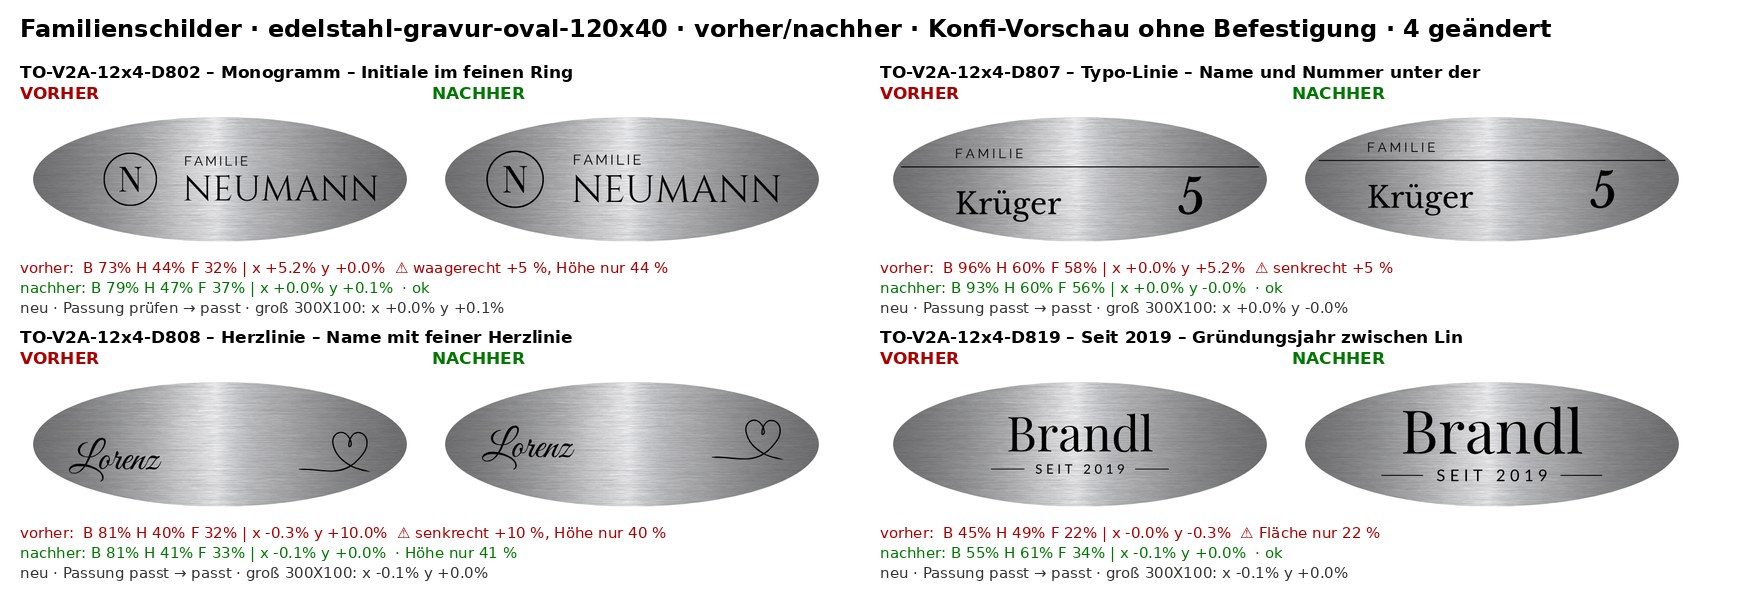 Familienschilder · edelstahl-gravur-oval-120x40 · vorher/nachher · Konfi-Vorschau ohne Befestigung · 4 geändert
TO-V2A-12x4-D802 – Monogramm – Initiale im feinen Ring
VORHER NACHHER
N FAMILIE NEUMANN
N FAMILIE NEUMANN
vorher:  B 73% H 44% F 32% | x +5.2% y +0.0%  ⚠ waagerecht +5 %, Höhe nur 44 %
nachher: B 79% H 47% F 37% | x +0.0% y +0.1%  · ok
neu · Passung prüfen → passt · groß 300X100: x +0.0% y +0.1%
TO-V2A-12x4-D807 – Typo-Linie – Name und Nummer unter der
VORHER NACHHER
FAMILIE
Krüger 5
FAMILIE
Krüger 5
vorher:  B 96% H 60% F 58% | x +0.0% y +5.2%  ⚠ senkrecht +5 %
nachher: B 93% H 60% F 56% | x +0.0% y -0.0%  · ok
neu · Passung passt → passt · groß 300X100: x +0.0% y -0.0%
TO-V2A-12x4-D808 – Herzlinie – Name mit feiner Herzlinie
VORHER NACHHER
Lorenz
Lorenz
vorher:  B 81% H 40% F 32% | x -0.3% y +10.0%  ⚠ senkrecht +10 %, Höhe nur 40 %
nachher: B 81% H 41% F 33% | x -0.1% y +0.0%  · Höhe nur 41 %
neu · Passung passt → passt · groß 300X100: x -0.1% y +0.0%
TO-V2A-12x4-D819 – Seit 2019 – Gründungsjahr zwischen Lin
VORHER NACHHER
Brandl
SEIT 2019
Brandl
SEIT 2019
vorher:  B 45% H 49% F 22% | x -0.0% y -0.3%  ⚠ Fläche nur 22 %
nachher: B 55% H 61% F 34% | x -0.1% y +0.0%  · ok
neu · Passung passt → passt · groß 300X100: x -0.1% y +0.0%